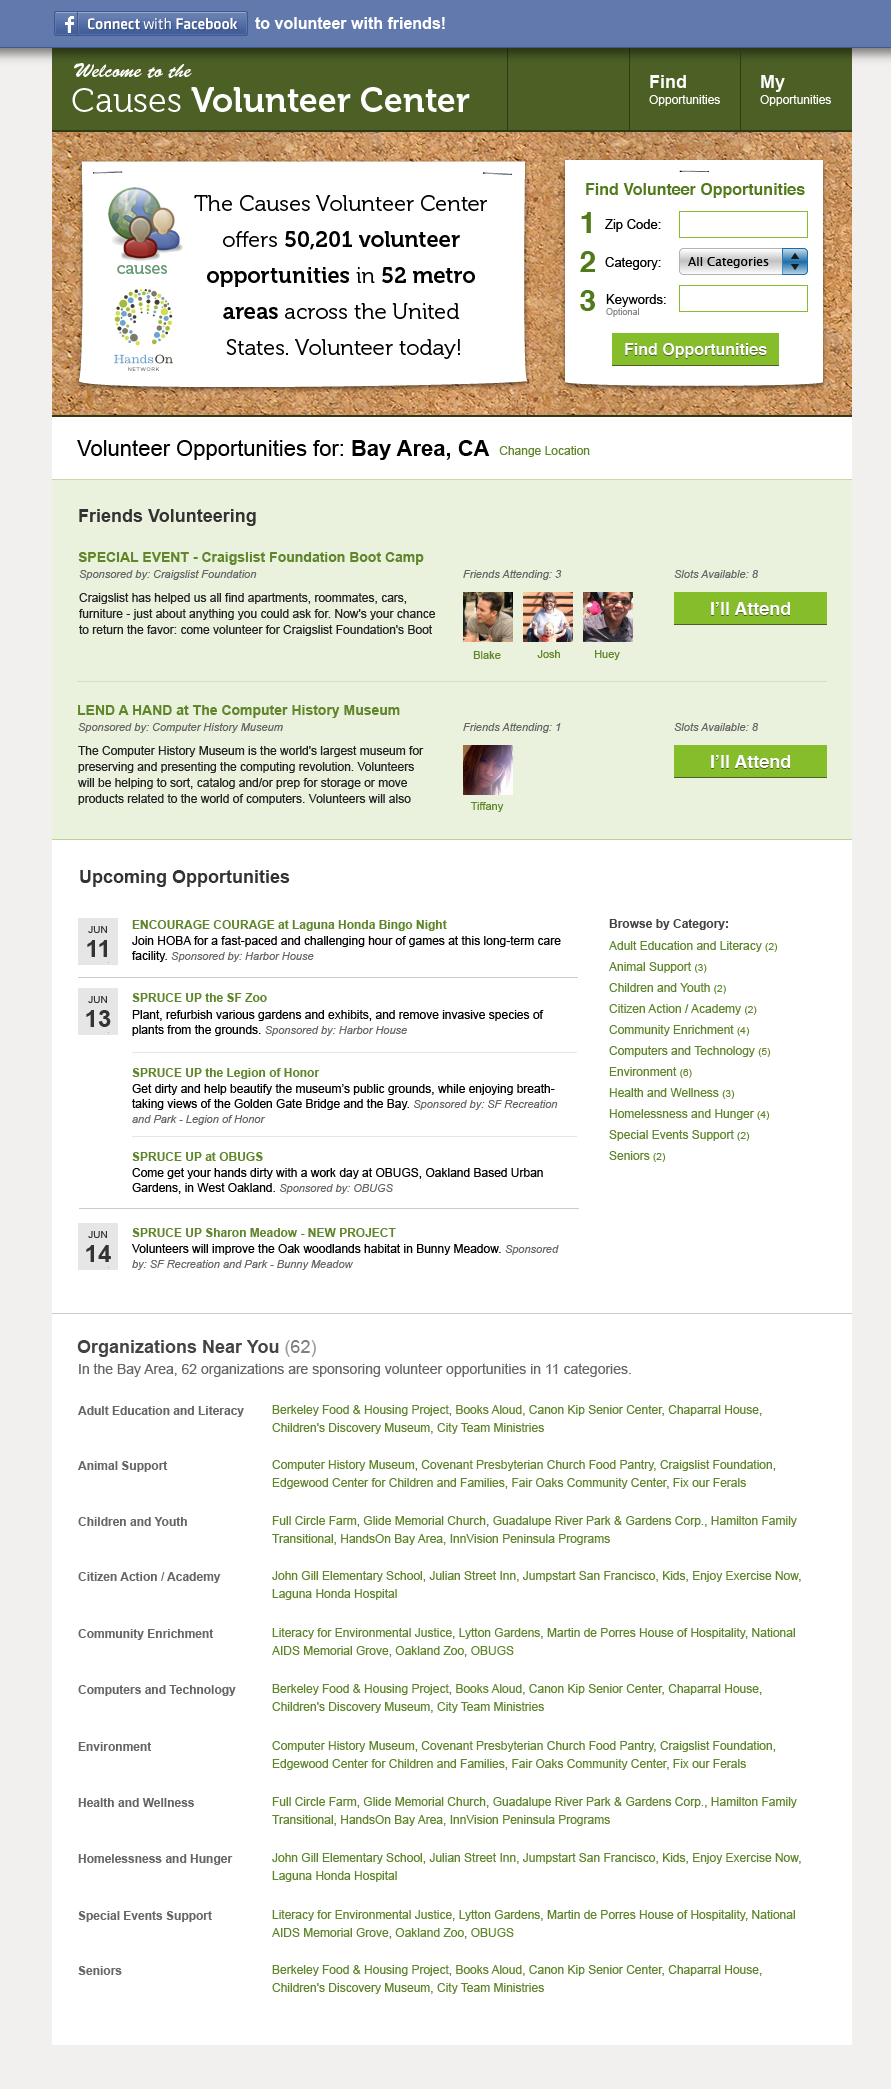 f Connect with Facebook to volunteer with friends!
Welcome to the
Causes Volunteer Center
Find
Opportunities
My
Opportunities
causes
HandsOn
NETWORK
The Causes Volunteer Center
offers 50,201 volunteer
opportunities in 52 metro
areas across the United
States. Volunteer today!
Find Volunteer Opportunities
1 Zip Code:
2 Category: All Categories
3 Keywords:
Optional
Find Opportunities
Volunteer Opportunities for: Bay Area, CA Change Location
Friends Volunteering
SPECIAL EVENT - Craigslist Foundation Boot Camp
Sponsored by: Craigslist Foundation
Craigslist has helped us all find apartments, roommates, cars,
furniture - just about anything you could ask for. Now's your chance
to return the favor: come volunteer for Craigslist Foundation's Boot
Friends Attending: 3
Blake Josh Huey
Slots Available: 8
I'll Attend
LEND A HAND at The Computer History Museum
Sponsored by: Computer History Museum
The Computer History Museum is the world's largest museum for
preserving and presenting the computing revolution. Volunteers
will be helping to sort, catalog and/or prep for storage or move
products related to the world of computers. Volunteers will also
Friends Attending: 1
Tiffany
Slots Available: 8
I'll Attend
Upcoming Opportunities
JUN
11
ENCOURAGE COURAGE at Laguna Honda Bingo Night
Join HOBA for a fast-paced and challenging hour of games at this long-term care
facility. Sponsored by: Harbor House
JUN
13
SPRUCE UP the SF Zoo
Plant, refurbish various gardens and exhibits, and remove invasive species of
plants from the grounds. Sponsored by: Harbor House
SPRUCE UP the Legion of Honor
Get dirty and help beautify the museum's public grounds, while enjoying breath-
taking views of the Golden Gate Bridge and the Bay. Sponsored by: SF Recreation
and Park - Legion of Honor
SPRUCE UP at OBUGS
Come get your hands dirty with a work day at OBUGS, Oakland Based Urban
Gardens, in West Oakland. Sponsored by: OBUGS
JUN
14
SPRUCE UP Sharon Meadow - NEW PROJECT
Volunteers will improve the Oak woodlands habitat in Bunny Meadow. Sponsored
by: SF Recreation and Park - Bunny Meadow
Browse by Category:
Adult Education and Literacy (2)
Animal Support (3)
Children and Youth (2)
Citizen Action / Academy (2)
Community Enrichment (4)
Computers and Technology (5)
Environment (6)
Health and Wellness (3)
Homelessness and Hunger (4)
Special Events Support (2)
Seniors (2)
Organizations Near You (62)
In the Bay Area, 62 organizations are sponsoring volunteer opportunities in 11 categories.
Adult Education and Literacy
Berkeley Food & Housing Project, Books Aloud, Canon Kip Senior Center, Chaparral House,
Children's Discovery Museum, City Team Ministries
Animal Support
Computer History Museum, Covenant Presbyterian Church Food Pantry, Craigslist Foundation,
Edgewood Center for Children and Families, Fair Oaks Community Center, Fix our Ferals
Children and Youth
Full Circle Farm, Glide Memorial Church, Guadalupe River Park & Gardens Corp., Hamilton Family
Transitional, HandsOn Bay Area, InnVision Peninsula Programs
Citizen Action / Academy
John Gill Elementary School, Julian Street Inn, Jumpstart San Francisco, Kids, Enjoy Exercise Now,
Laguna Honda Hospital
Community Enrichment
Literacy for Environmental Justice, Lytton Gardens, Martin de Porres House of Hospitality, National
AIDS Memorial Grove, Oakland Zoo, OBUGS
Computers and Technology
Berkeley Food & Housing Project, Books Aloud, Canon Kip Senior Center, Chaparral House,
Children's Discovery Museum, City Team Ministries
Environment
Computer History Museum, Covenant Presbyterian Church Food Pantry, Craigslist Foundation,
Edgewood Center for Children and Families, Fair Oaks Community Center, Fix our Ferals
Health and Wellness
Full Circle Farm, Glide Memorial Church, Guadalupe River Park & Gardens Corp., Hamilton Family
Transitional, HandsOn Bay Area, InnVision Peninsula Programs
Homelessness and Hunger
John Gill Elementary School, Julian Street Inn, Jumpstart San Francisco, Kids, Enjoy Exercise Now,
Laguna Honda Hospital
Special Events Support
Literacy for Environmental Justice, Lytton Gardens, Martin de Porres House of Hospitality, National
AIDS Memorial Grove, Oakland Zoo, OBUGS
Seniors
Berkeley Food & Housing Project, Books Aloud, Canon Kip Senior Center, Chaparral House,
Children's Discovery Museum, City Team Ministries